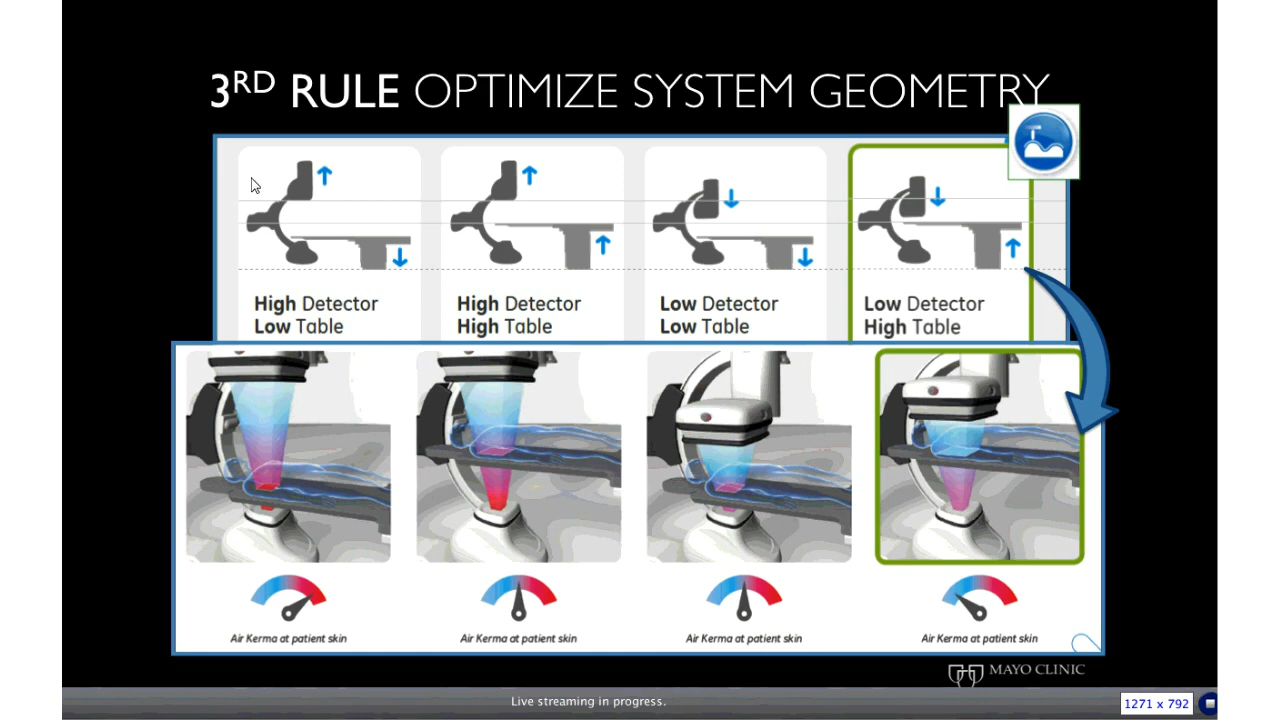 3RD RULE OPTIMIZE SYSTEM GEOMETRY
High Detector
Low Table
High Detector
High Table
Low Detector
Low Table
Low Detector
High Table
Air Kerma at patient skin
Air Kerma at patient skin
Air Kerma at patient skin
Air Kerma at patient skin
MAYO CLINIC
Live streaming in progress.
1271 x 792